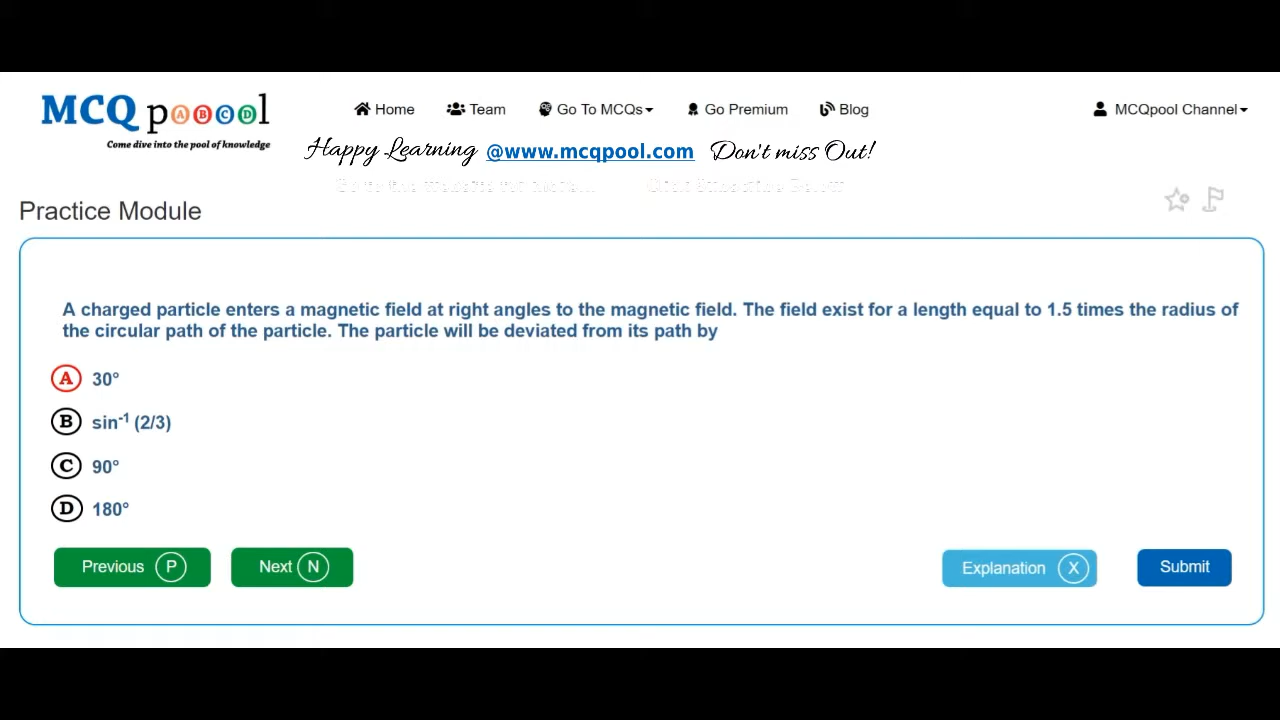 MCQ pooool
Come dive into the pool of knowledge
Home Team Go To MCQs Go Premium Blog MCQpool Channel
Happy Learning @www.mcqpool.com Don't miss Out!
Practice Module
A charged particle enters a magnetic field at right angles to the magnetic field. The field exist for a length equal to 1.5 times the radius of
the circular path of the particle. The particle will be deviated from its path by
A 30°
B sin⁻¹ (2/3)
C 90°
D 180°
Previous P Next N Explanation X Submit